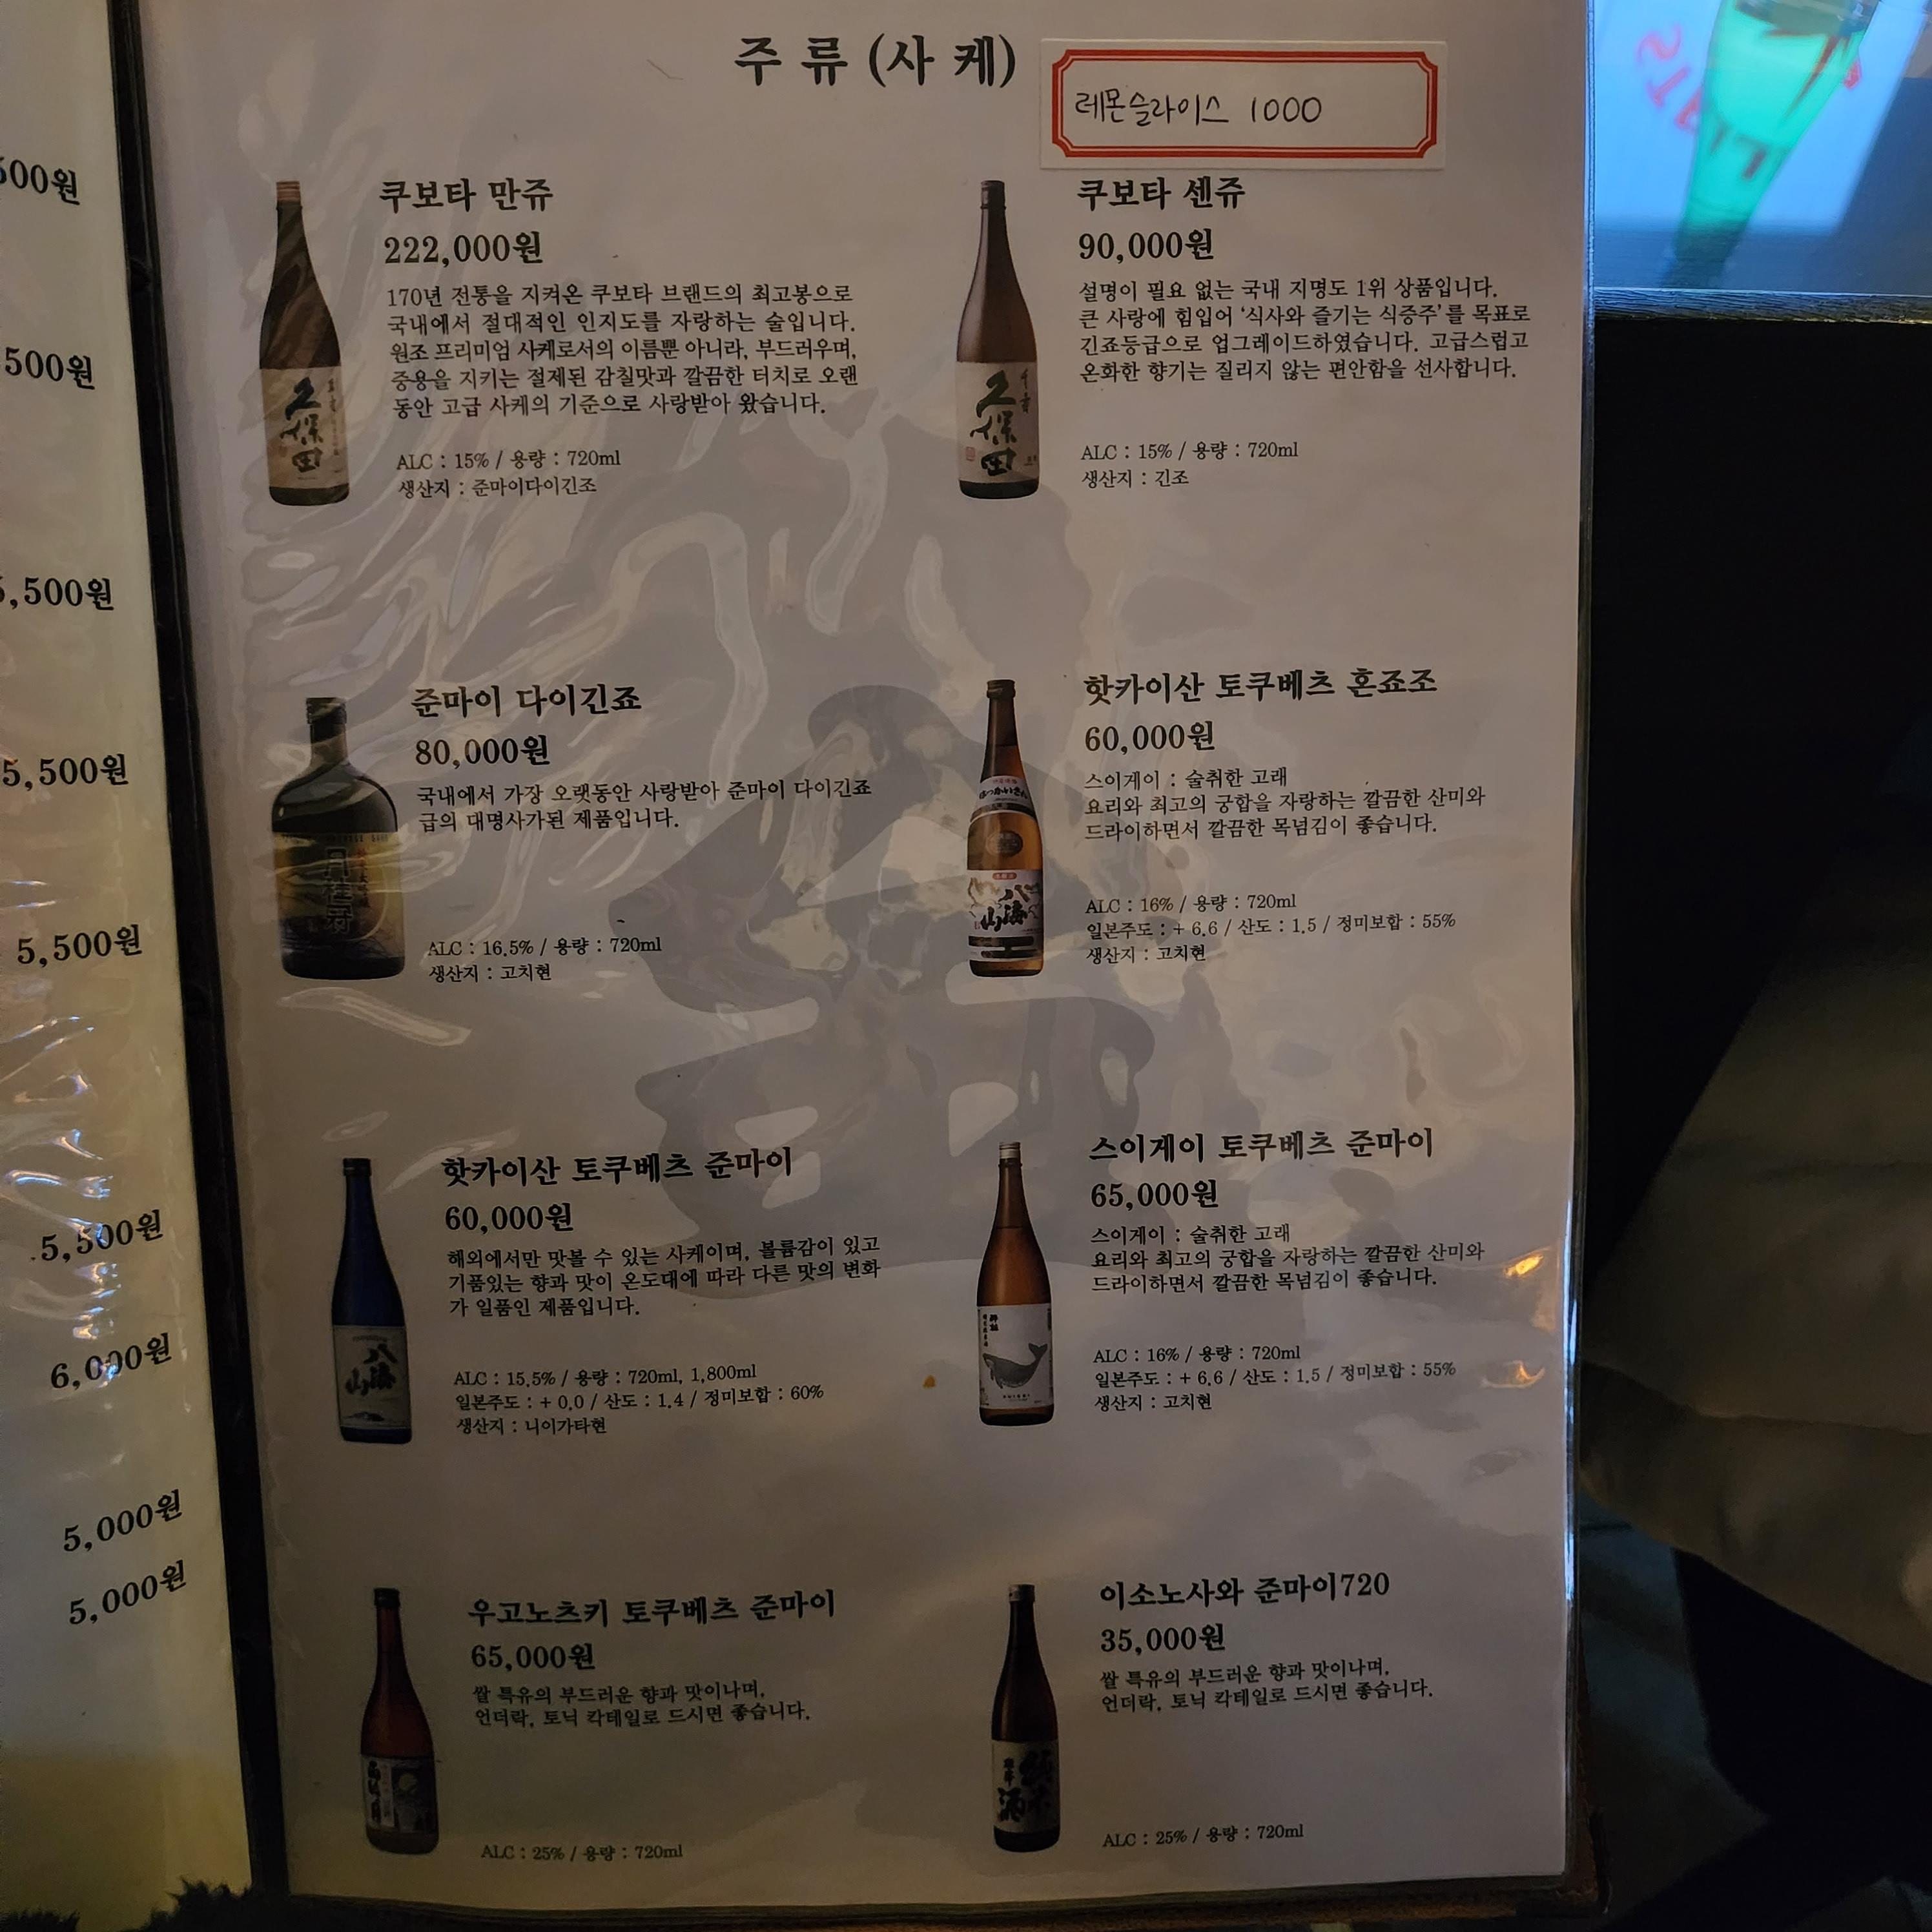 주 류 (사 케)
레몬슬라이스 1000
쿠보타 만쥬
222,000원
170년 전통을 지켜온 쿠보타 브랜드의 최고봉으로
국내에서 절대적인 인지도를 자랑하는 술입니다.
원조 프리미엄 사케로서의 이름뿐 아니라, 부드러우며,
중용을 지키는 절제된 감칠맛과 깔끔한 터치로 오랜
동안 고급 사케의 기준으로 사랑받아 왔습니다.
ALC : 15% / 용량 : 720ml
생산지 : 준마이다이긴조
久保田
쿠보타 센쥬
90,000원
설명이 필요 없는 국내 지명도 1위 상품입니다.
큰 사랑에 힘입어 '식사와 즐기는 식중주'를 목표로
긴죠등급으로 업그레이드하였습니다. 고급스럽고
온화한 향기는 질리지 않는 편안함을 선사합니다.
ALC : 15% / 용량 : 720ml
생산지 : 긴조
久保田
준마이 다이긴죠
80,000원
국내에서 가장 오랫동안 사랑받아 준마이 다이긴죠
급의 대명사가된 제품입니다.
ALC : 16.5% / 용량 : 720ml
생산지 : 고치현
月桂冠
핫카이산 토쿠베츠 혼죠조
60,000원
스이게이 : 술취한 고래
요리와 최고의 궁합을 자랑하는 깔끔한 산미와
드라이하면서 깔끔한 목넘김이 좋습니다.
ALC : 16% / 용량 : 720ml
일본주도 : + 6.6 / 산도 : 1.5 / 정미보합 : 55%
생산지 : 고치현
はっかいさん
八海山
핫카이산 토쿠베츠 준마이
60,000원
해외에서만 맛볼 수 있는 사케이며, 볼륨감이 있고
기품있는 향과 맛이 온도대에 따라 다른 맛의 변화
가 일품인 제품입니다.
ALC : 15.5% / 용량 : 720ml, 1,800ml
일본주도 : + 0.0 / 산도 : 1.4 / 정미보합 : 60%
생산지 : 니이가타현
八海山
스이게이 토쿠베츠 준마이
65,000원
스이게이 : 술취한 고래
요리와 최고의 궁합을 자랑하는 깔끔한 산미와
드라이하면서 깔끔한 목넘김이 좋습니다.
ALC : 16% / 용량 : 720ml
일본주도 : + 6.6 / 산도 : 1.5 / 정미보합 : 55%
생산지 : 고치현
우고노츠키 토쿠베츠 준마이
65,000원
쌀 특유의 부드러운 향과 맛이나며,
언더락, 토닉 칵테일로 드시면 좋습니다.
ALC : 25% / 용량 : 720ml
이소노사와 준마이720
35,000원
쌀 특유의 부드러운 향과 맛이나며,
언더락, 토닉 칵테일로 드시면 좋습니다.
ALC : 25% / 용량 : 720ml
500원
500원
5,500원
5,500원
5,500원
5,500원
6,000원
5,000원
5,000원